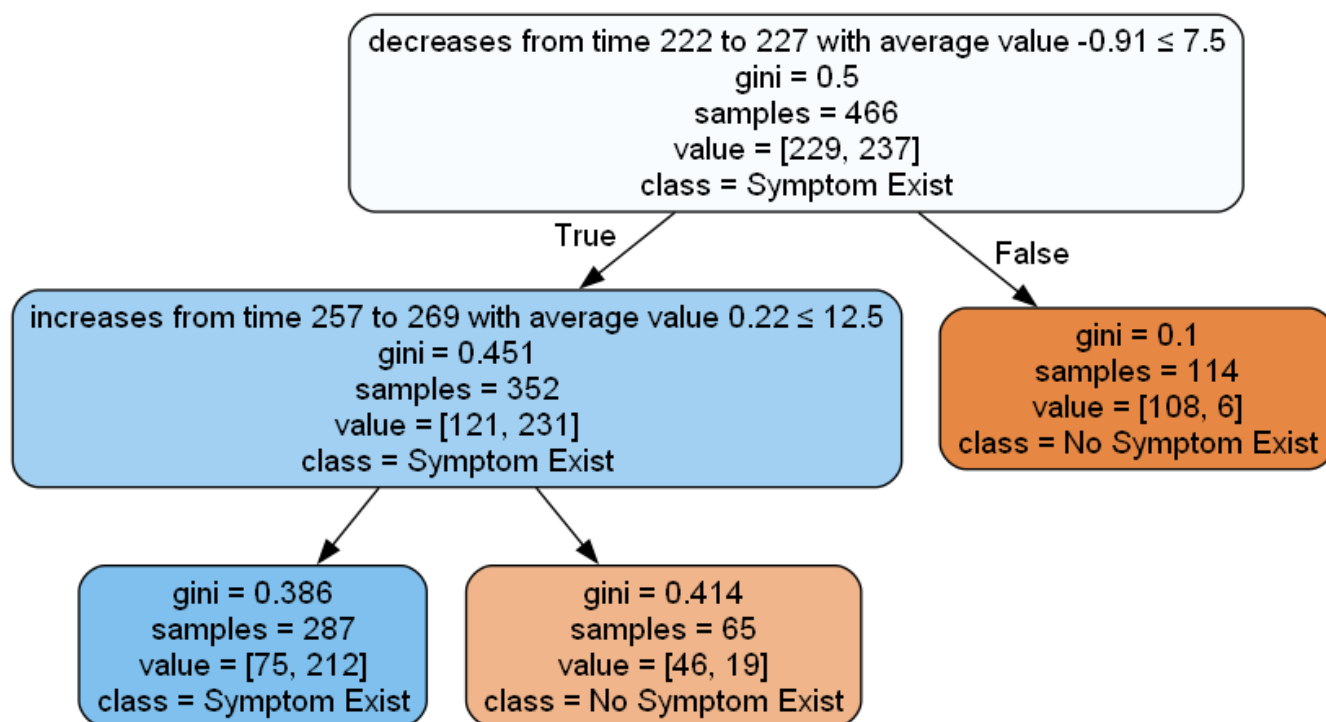 decreases from time 222 to 227 with average value -0.91 ≤ 7.5
gini = 0.5
samples = 466
value = [229, 237]
class = Symptom Exist
True
False
increases from time 257 to 269 with average value 0.22 ≤ 12.5
gini = 0.451
samples = 352
value = [121, 231]
class = Symptom Exist
gini = 0.1
samples = 114
value = [108, 6]
class = No Symptom Exist
gini = 0.386
samples = 287
value = [75, 212]
class = Symptom Exist
gini = 0.414
samples = 65
value = [46, 19]
class = No Symptom Exist